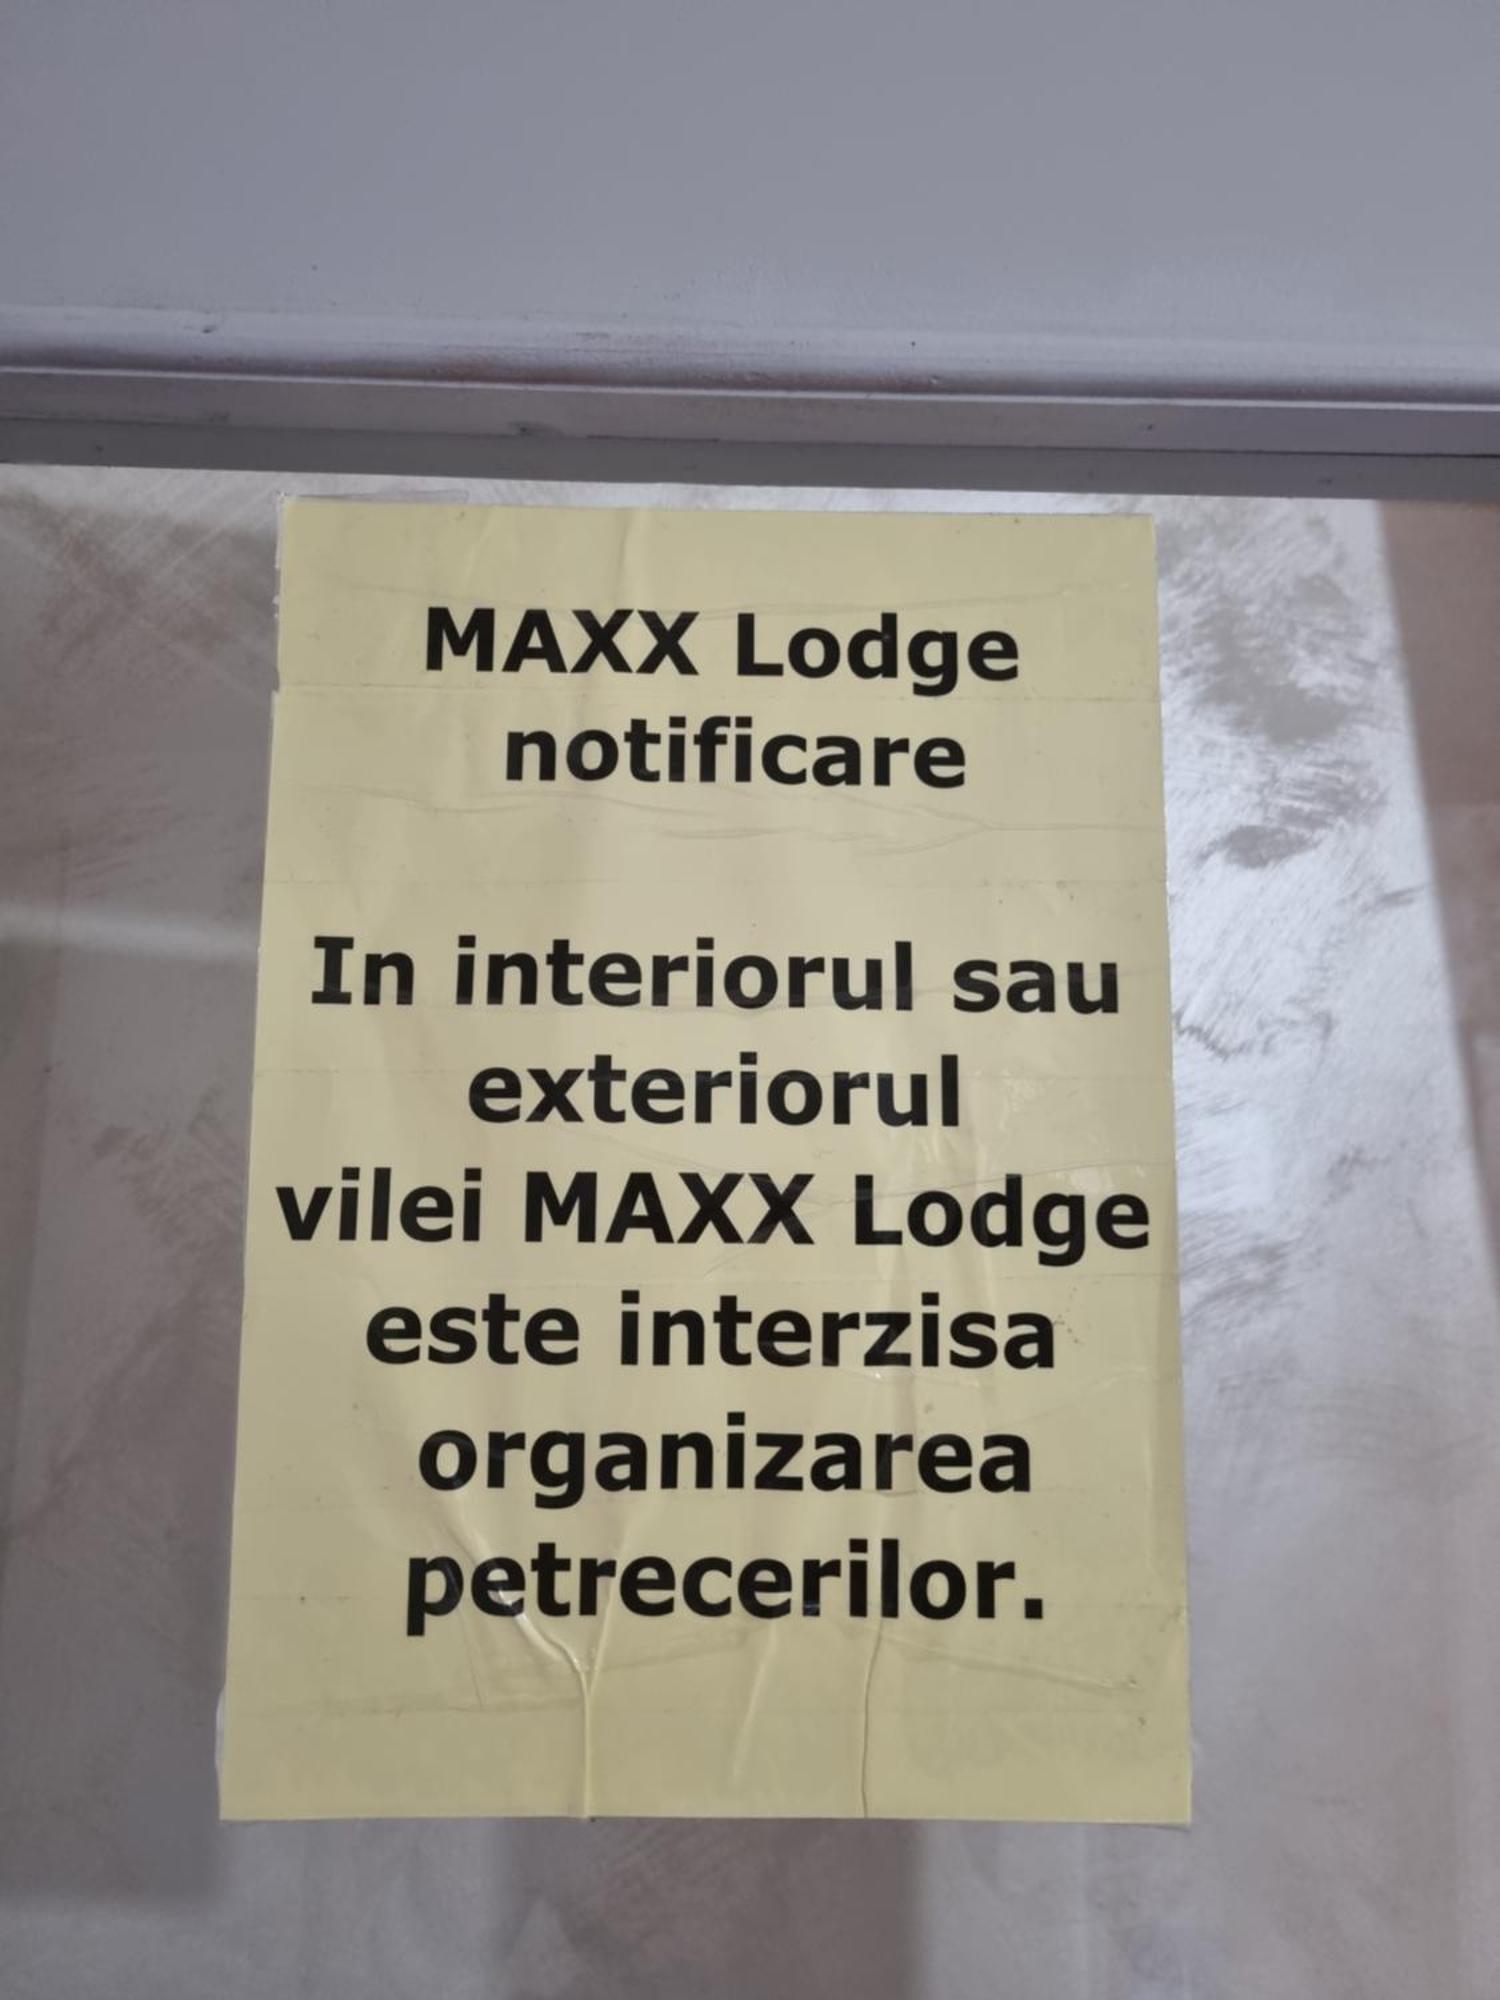 MAXX Lodge
notificare
In interiorul sau
exteriorul
vilei MAXX Lodge
este interzisa
organizarea
petrecerilor.